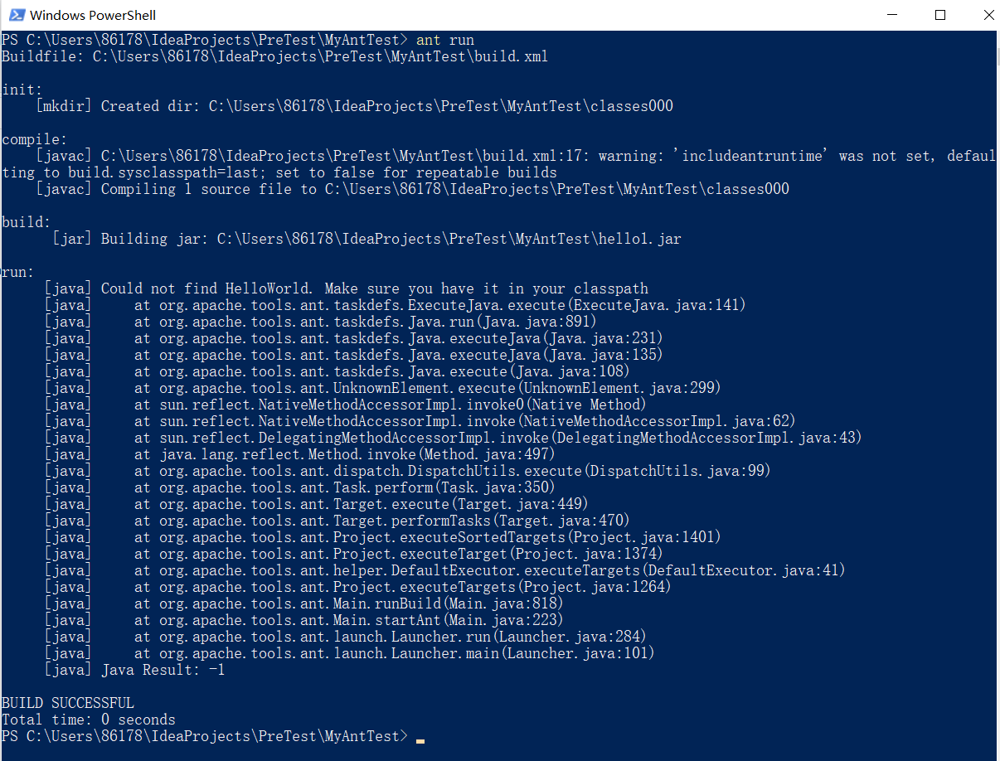 Windows PowerShell
PS C:\Users\86178\IdeaProjects\PreTest\MyAntTest> ant run
Buildfile: C:\Users\86178\IdeaProjects\PreTest\MyAntTest\build.xml
init:
[mkdir] Created dir: C:\Users\86178\IdeaProjects\PreTest\MyAntTest\classes000
compile:
[javac] C:\Users\86178\IdeaProjects\PreTest\MyAntTest\build.xml:17: warning: 'includeantruntime' was not set, defaul
ting to build.sysclasspath=last; set to false for repeatable builds
[javac] Compiling 1 source file to C:\Users\86178\IdeaProjects\PreTest\MyAntTest\classes000
build:
[jar] Building jar: C:\Users\86178\IdeaProjects\PreTest\MyAntTest\hello1.jar
run:
[java] Could not find HelloWorld. Make sure you have it in your classpath
[java] at org.apache.tools.ant.taskdefs.ExecuteJava.execute(ExecuteJava.java:141)
[java] at org.apache.tools.ant.taskdefs.Java.run(Java.java:891)
[java] at org.apache.tools.ant.taskdefs.Java.executeJava(Java.java:231)
[java] at org.apache.tools.ant.taskdefs.Java.executeJava(Java.java:135)
[java] at org.apache.tools.ant.taskdefs.Java.execute(Java.java:108)
[java] at org.apache.tools.ant.UnknownElement.execute(UnknownElement.java:299)
[java] at sun.reflect.NativeMethodAccessorImpl.invoke0(Native Method)
[java] at sun.reflect.NativeMethodAccessorImpl.invoke(NativeMethodAccessorImpl.java:62)
[java] at sun.reflect.DelegatingMethodAccessorImpl.invoke(DelegatingMethodAccessorImpl.java:43)
[java] at java.lang.reflect.Method.invoke(Method.java:497)
[java] at org.apache.tools.ant.dispatch.DispatchUtils.execute(DispatchUtils.java:99)
[java] at org.apache.tools.ant.Task.perform(Task.java:350)
[java] at org.apache.tools.ant.Target.execute(Target.java:449)
[java] at org.apache.tools.ant.Target.performTasks(Target.java:470)
[java] at org.apache.tools.ant.Project.executeSortedTargets(Project.java:1401)
[java] at org.apache.tools.ant.Project.executeTarget(Project.java:1374)
[java] at org.apache.tools.ant.helper.DefaultExecutor.executeTargets(DefaultExecutor.java:41)
[java] at org.apache.tools.ant.Project.executeTargets(Project.java:1264)
[java] at org.apache.tools.ant.Main.runBuild(Main.java:818)
[java] at org.apache.tools.ant.Main.startAnt(Main.java:223)
[java] at org.apache.tools.ant.launch.Launcher.run(Launcher.java:284)
[java] at org.apache.tools.ant.launch.Launcher.main(Launcher.java:101)
[java] Java Result: -1
BUILD SUCCESSFUL
Total time: 0 seconds
PS C:\Users\86178\IdeaProjects\PreTest\MyAntTest>